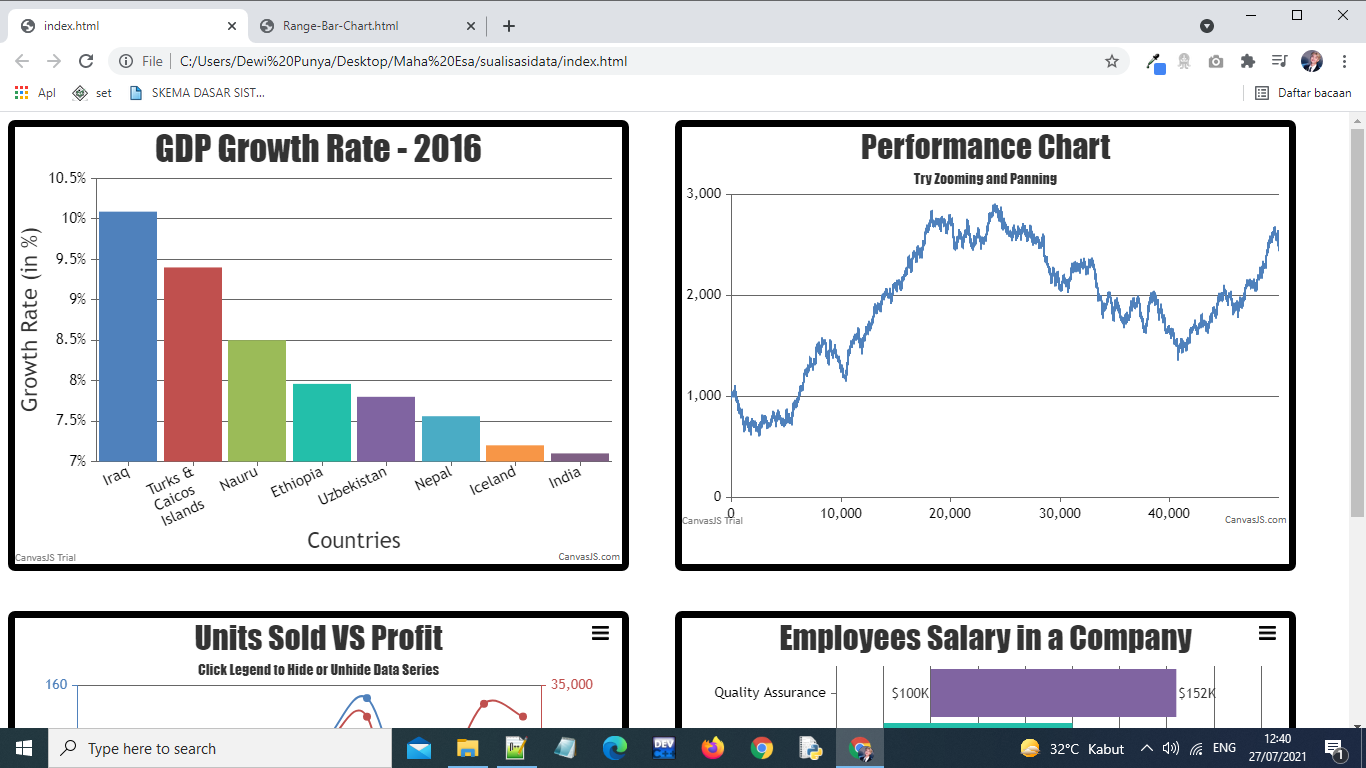 index.html
Range-Bar-Chart.html
File
C:/Users/Dewi%20Punya/Desktop/Maha%20Esa/sualisasidata/index.html
Apl
set
SKEMA DASAR SIST...
Daftar bacaan
GDP Growth Rate - 2016
10.5%
10%
9.5%
9%
8.5%
8%
7.5%
7%
Growth Rate (in %)
Iraq
Turks &
Caicos
Islands
Nauru
Ethiopia
Uzbekistan
Nepal
Iceland
India
Countries
CanvasJS Trial
CanvasJS.com
Performance Chart
Try Zooming and Panning
3,000
2,000
1,000
0
0
10,000
20,000
30,000
40,000
CanvasJS Trial
CanvasJS.com
Units Sold VS Profit
Click Legend to Hide or Unhide Data Series
160
35,000
Employees Salary in a Company
Quality Assurance
$100K
$152K
Type here to search
DEV
32°C Kabut
ENG
12:40
27/07/2021
1